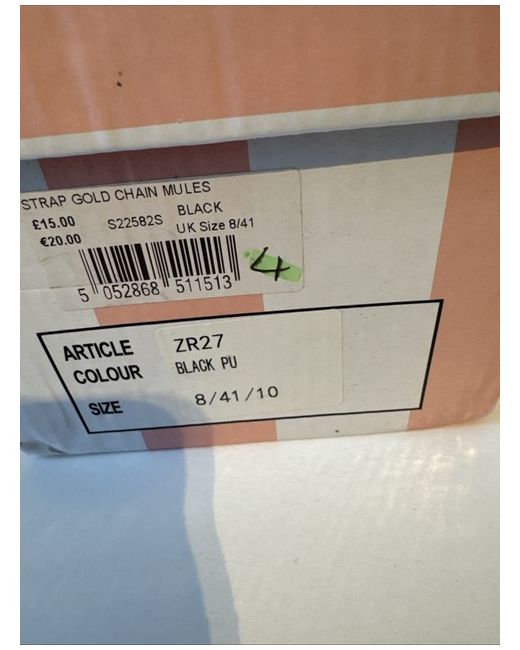 STRAP GOLD CHAIN MULES
£15.00 S22582S BLACK
€20.00 UK Size 8/41
4
5 052868 511513
ARTICLE ZR27
COLOUR BLACK PU
SIZE 8/41/10